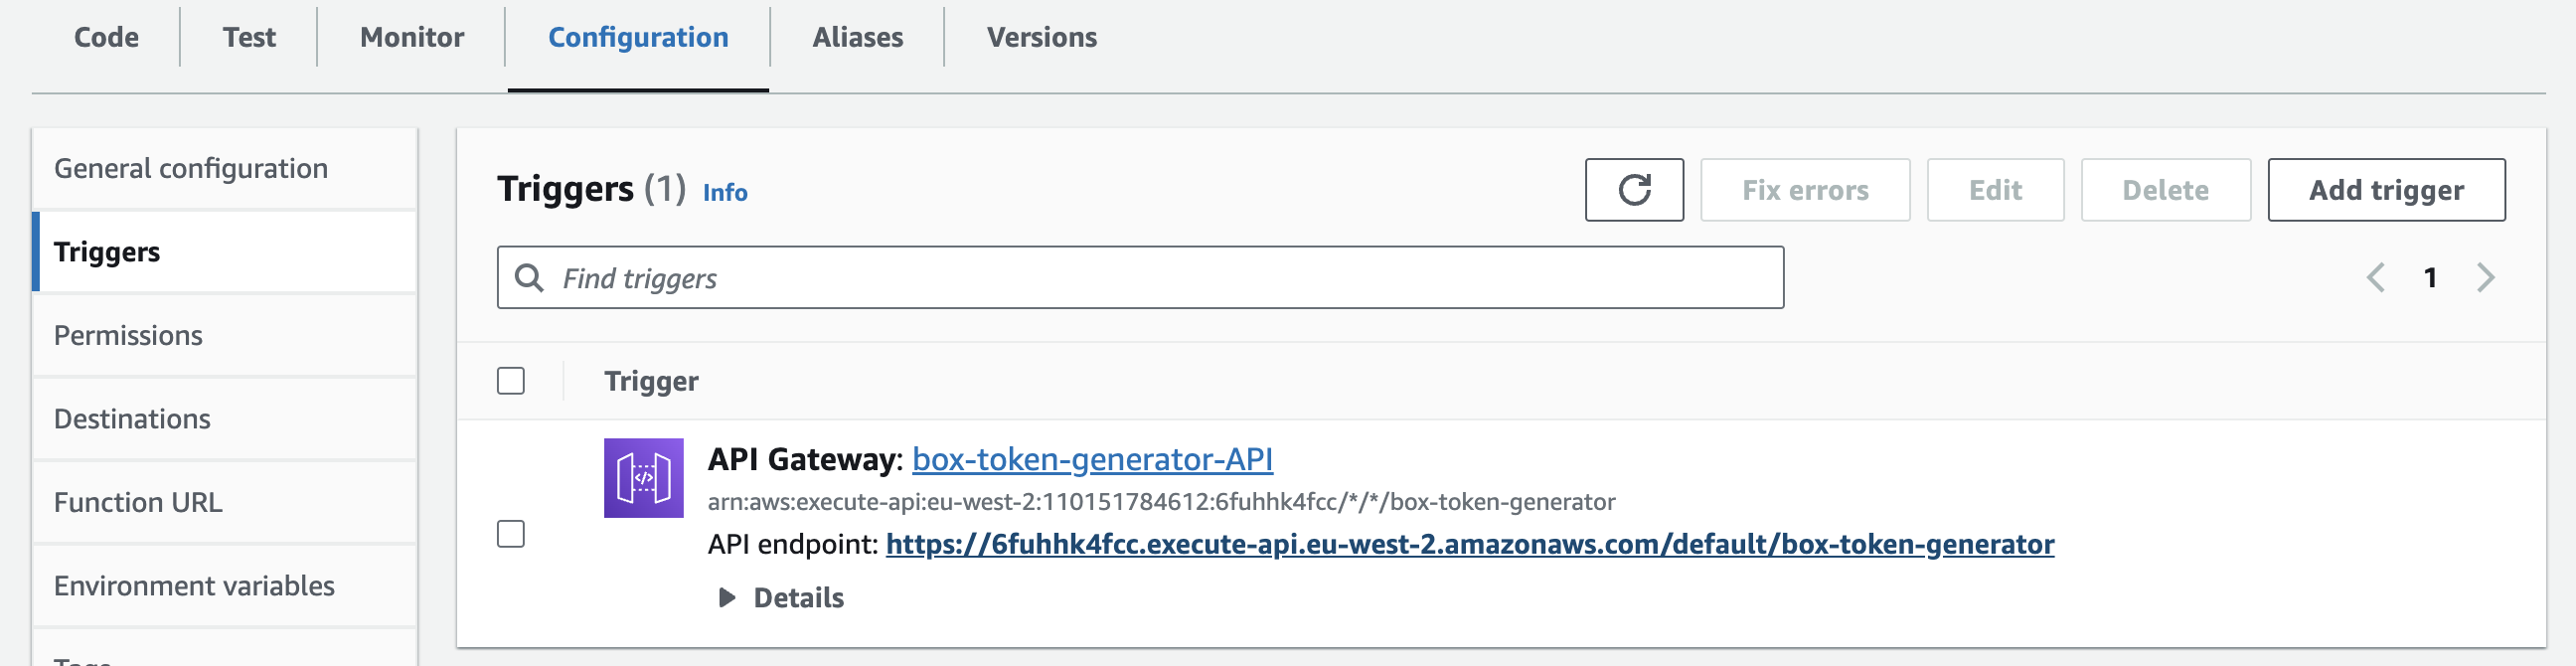 Code Test Monitor Configuration Aliases Versions
General configuration
Triggers
Permissions
Destinations
Function URL
Environment variables
Tags
Triggers (1) Info
Fix errors Edit Delete Add trigger
Find triggers
1
Trigger
API Gateway: box-token-generator-API
arn:aws:execute-api:eu-west-2:110151784612:6fuhhk4fcc/*/*/box-token-generator
API endpoint: https://6fuhhk4fcc.execute-api.eu-west-2.amazonaws.com/default/box-token-generator
Details